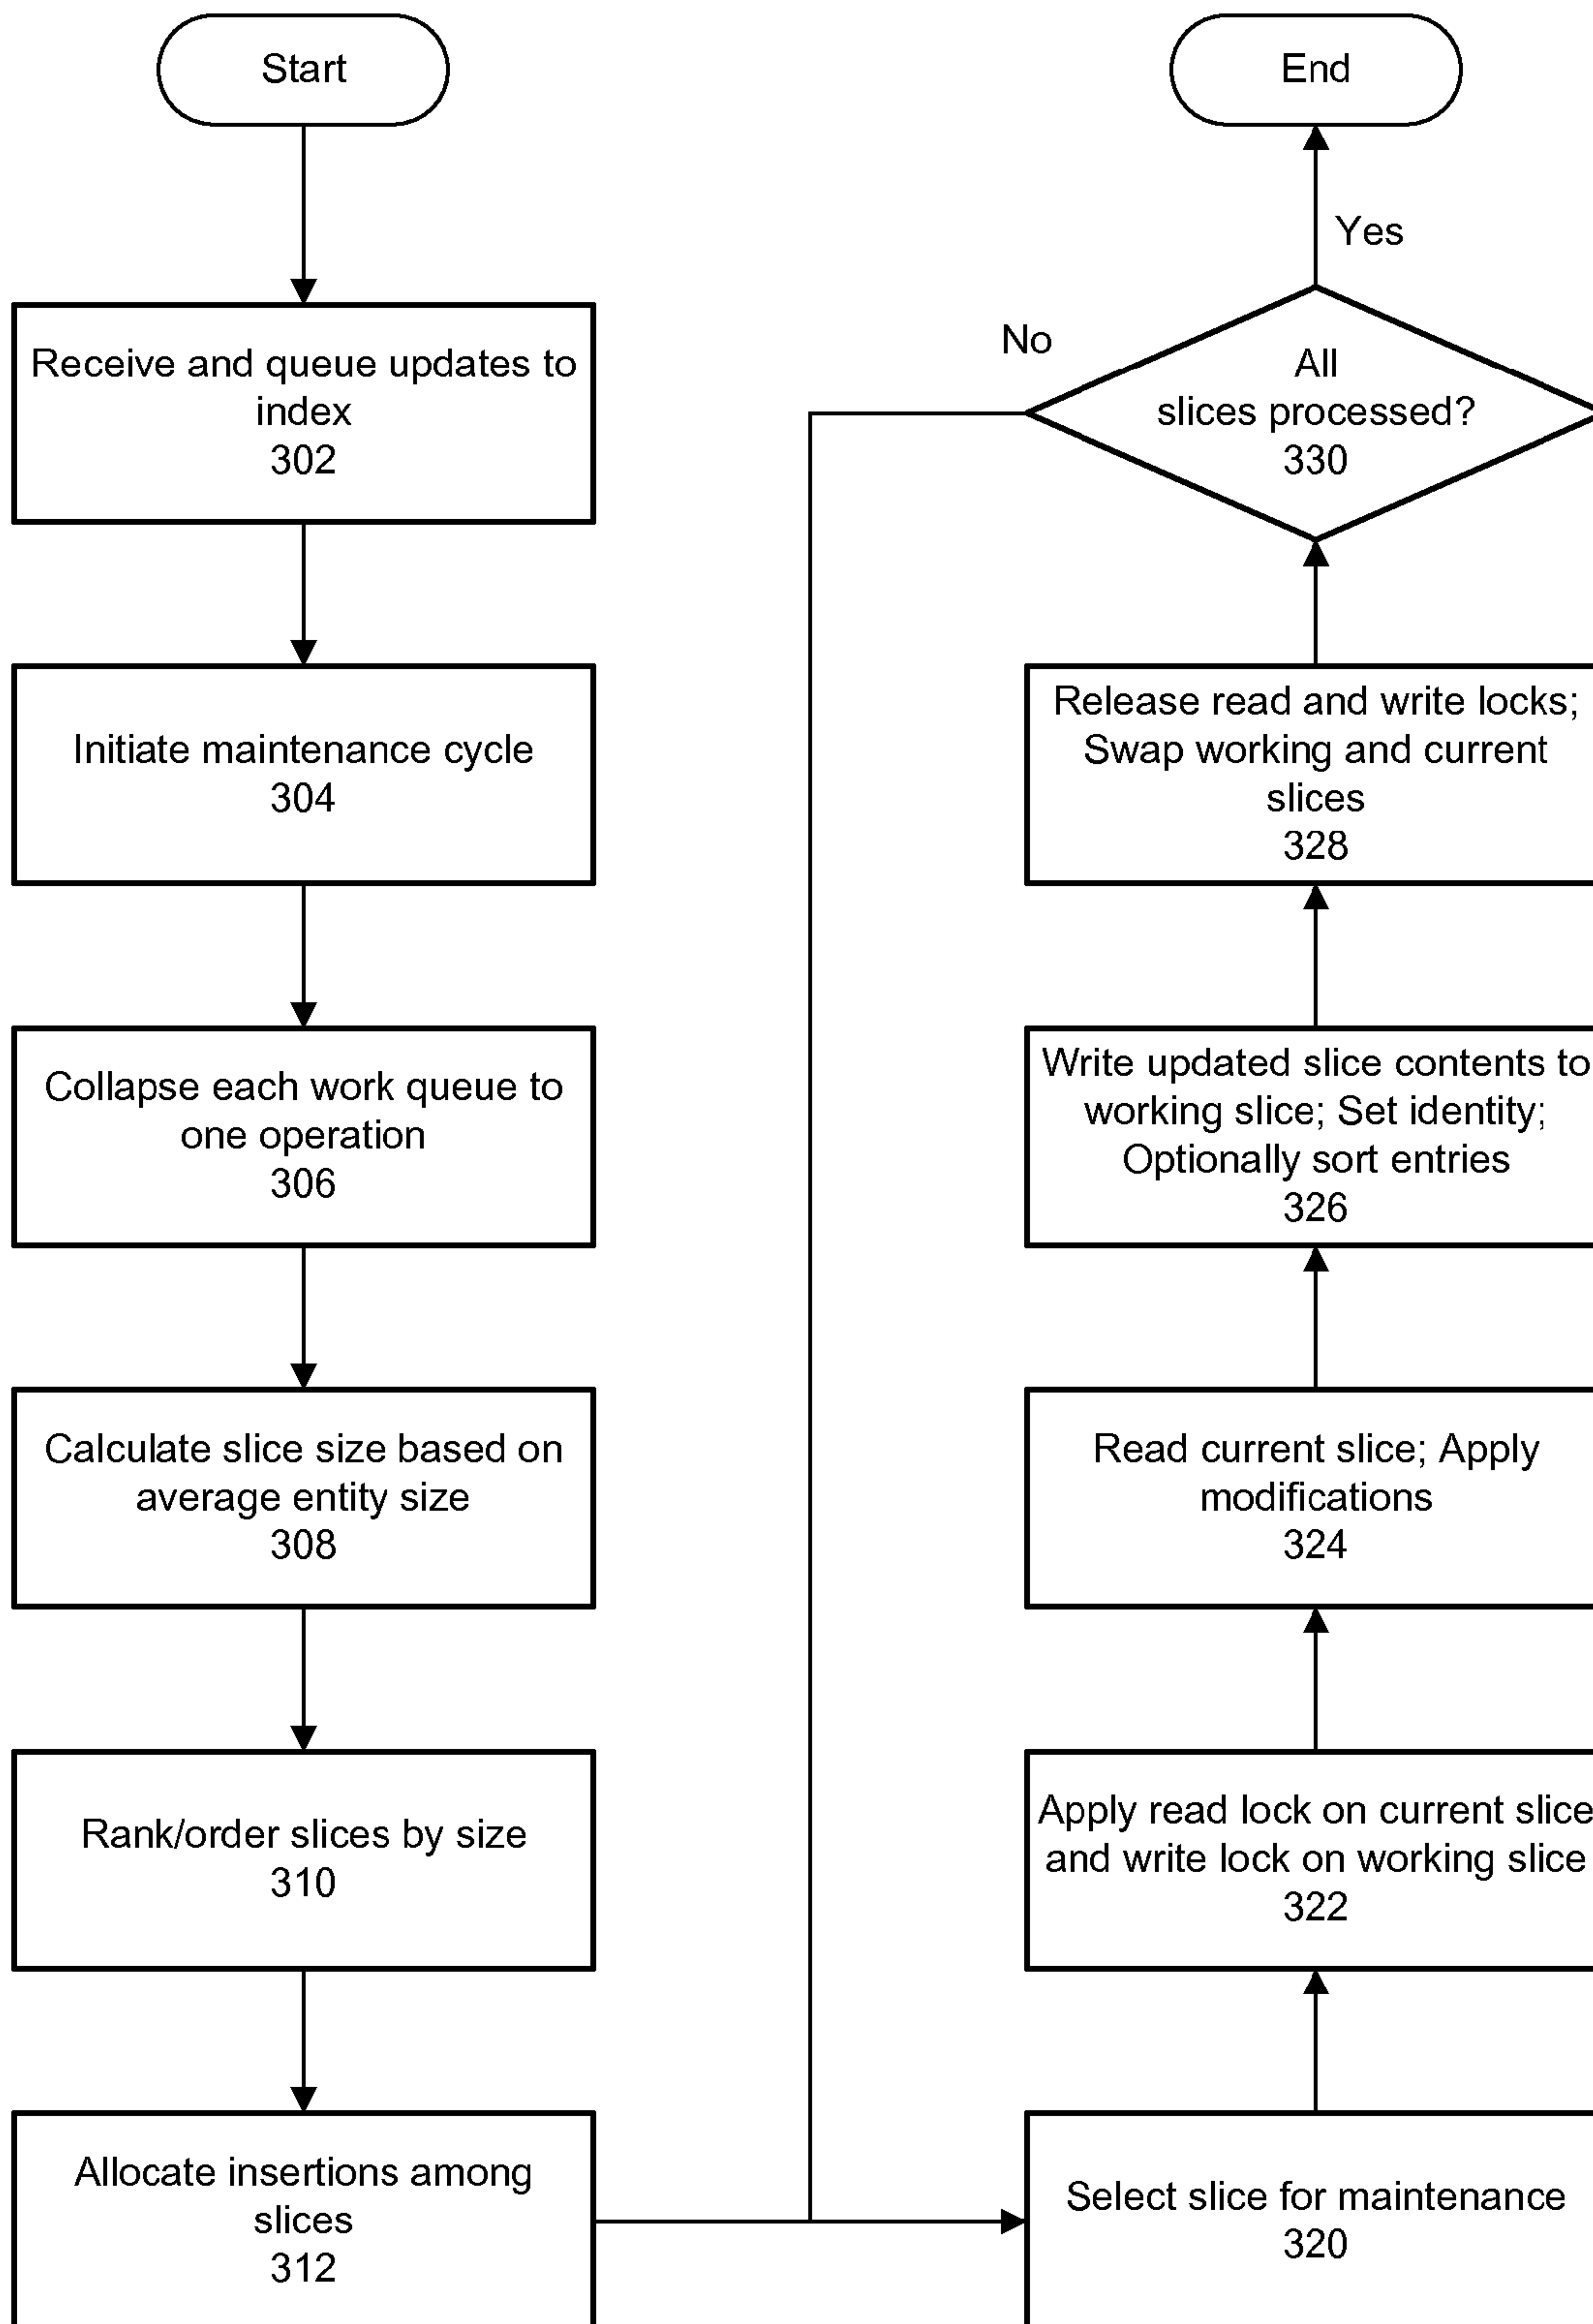 Start
Receive and queue updates to
index
302
Initiate maintenance cycle
304
Collapse each work queue to
one operation
306
Calculate slice size based on
average entity size
308
Rank/order slices by size
310
Allocate insertions among
slices
312
Select slice for maintenance
320
Apply read lock on current slice
and write lock on working slice
322
Read current slice; Apply
modifications
324
Write updated slice contents to
working slice; Set identity;
Optionally sort entries
326
Release read and write locks;
Swap working and current
slices
328
All
slices processed?
330
No
Yes
End